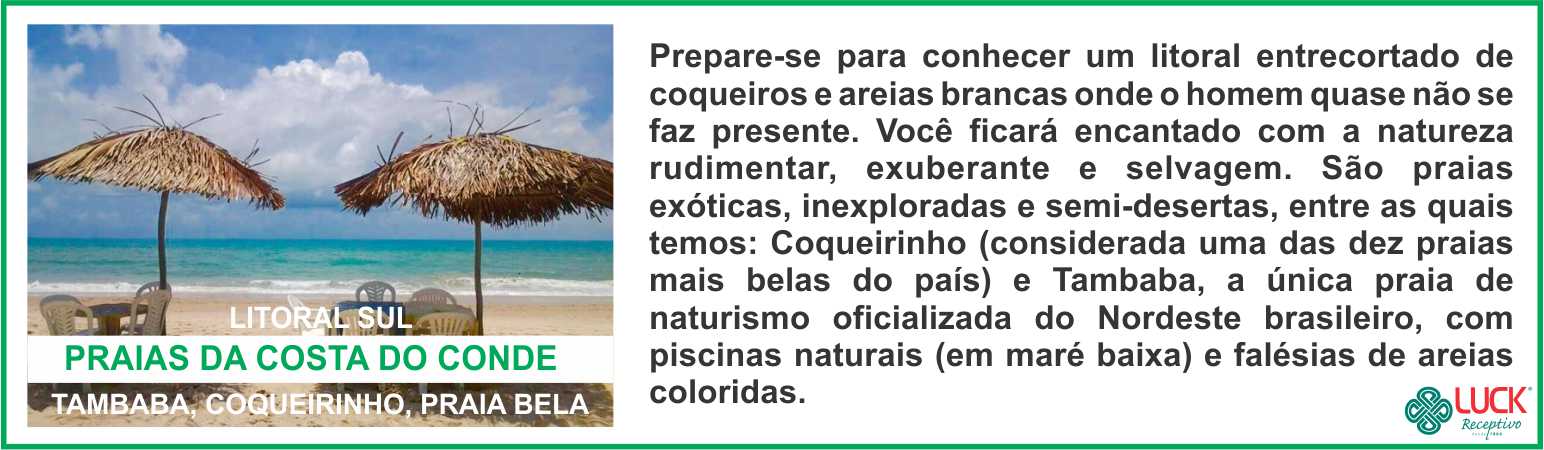 LITORAL SUL
PRAIAS DA COSTA DO CONDE
TAMBABA, COQUEIRINHO, PRAIA BELA
Prepare-se para conhecer um litoral entrecortado de
coqueiros e areias brancas onde o homem quase não se
faz presente. Você ficará encantado com a natureza
rudimentar, exuberante e selvagem. São praias
exóticas, inexploradas e semi-desertas, entre as quais
temos: Coqueirinho (considerada uma das dez praias
mais belas do país) e Tambaba, a única praia de
naturismo oficializada do Nordeste brasileiro, com
piscinas naturais (em maré baixa) e falésias de areias
coloridas.
LUCK
Receptivo